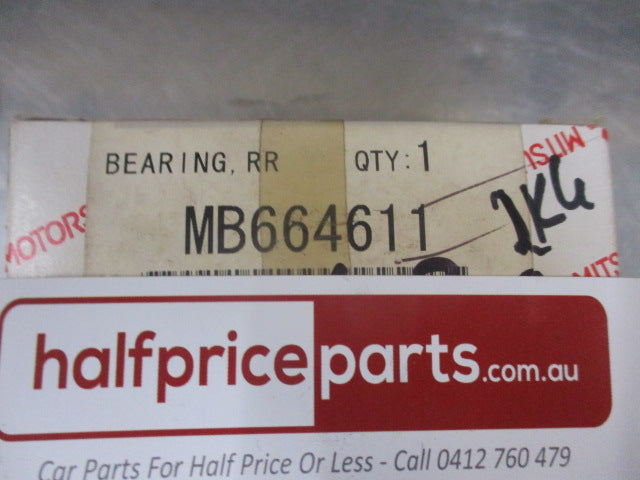 BEARING, RR QTY: 1
MITSU
MOTORS
MB664611
2KG
MITS
halfpriceparts.com.au
Car Parts For Half Price Or Less - Call 0412 760 479